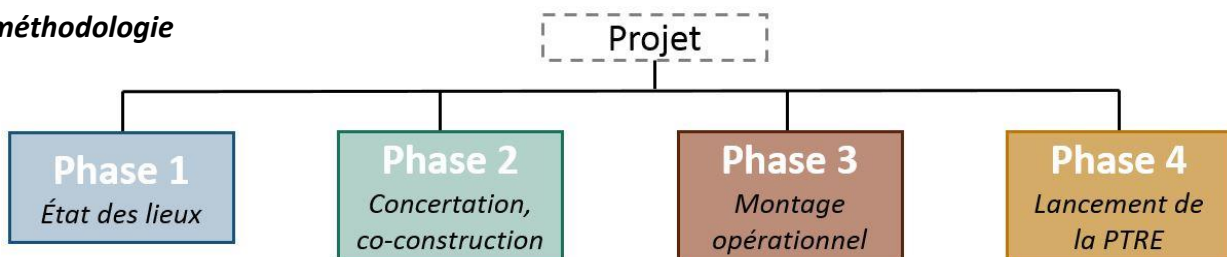 méthodologie
Projet
Phase 1
État des lieux
Phase 2
Concertation,
co-construction
Phase 3
Montage
opérationnel
Phase 4
Lancement de
la PTRE